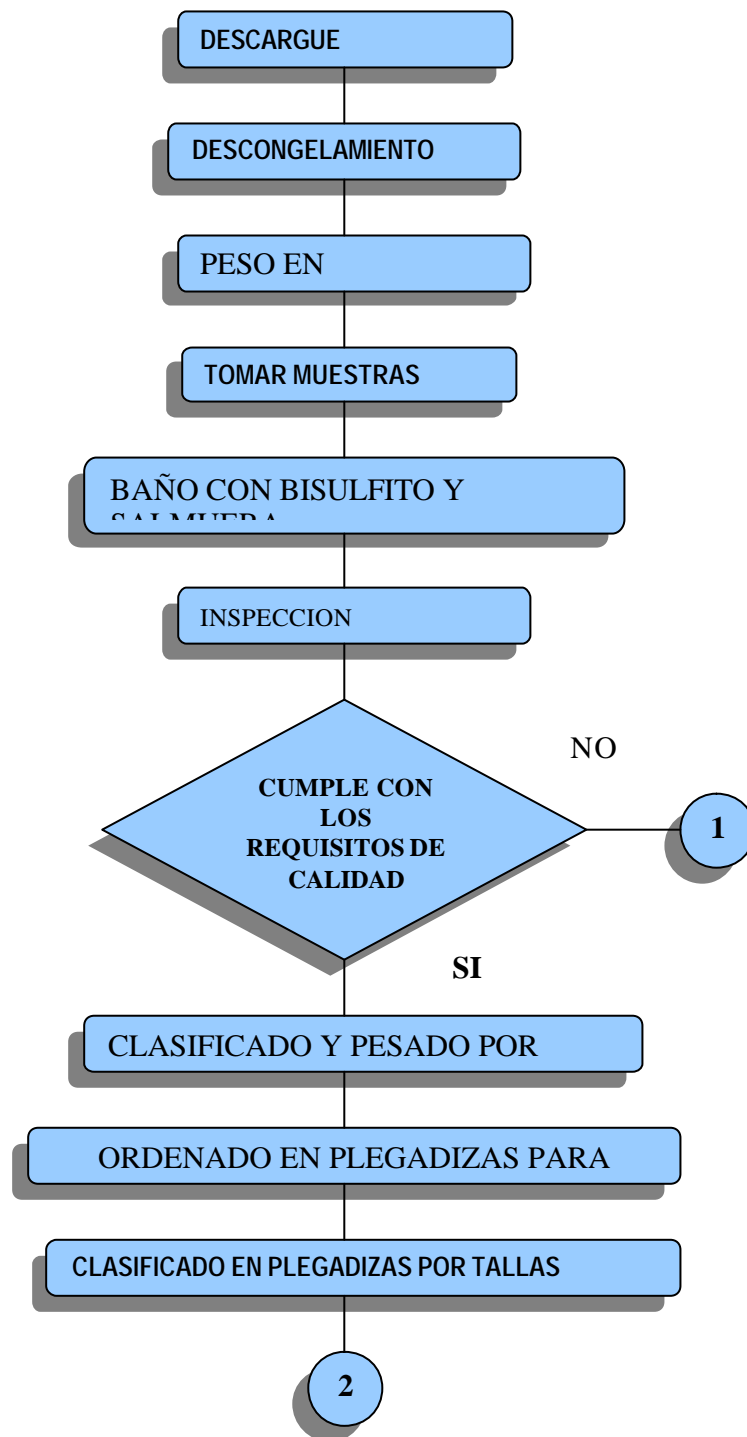 DESCARGUE
DESCONGELAMIENTO
PESO EN
TOMAR MUESTRAS
BAÑO CON BISULFITO Y
INSPECCION
NO
CUMPLE CON
LOS
REQUISITOS DE
CALIDAD
1
SI
CLASIFICADO Y PESADO POR
ORDENADO EN PLEGADIZAS PARA
CLASIFICADO EN PLEGADIZAS POR TALLAS
2